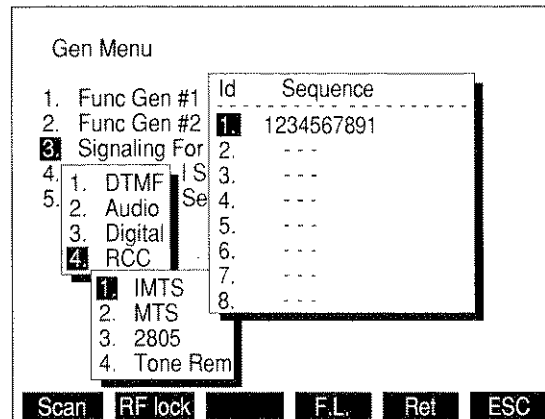 Gen Menu
1. Func Gen #1
2. Func Gen #2
3. Signaling For
4. l S
5. Se
1. DTMF
2. Audio
3. Digital
4. RCC
1. IMTS
2. MTS
3. 2805
4. Tone Rem
Id Sequence
1. 1234567891
2. - - -
3. - - -
4. - - -
5. - - -
6. - - -
7. - - -
8. - - -
Scan RF lock F.L. Ret ESC